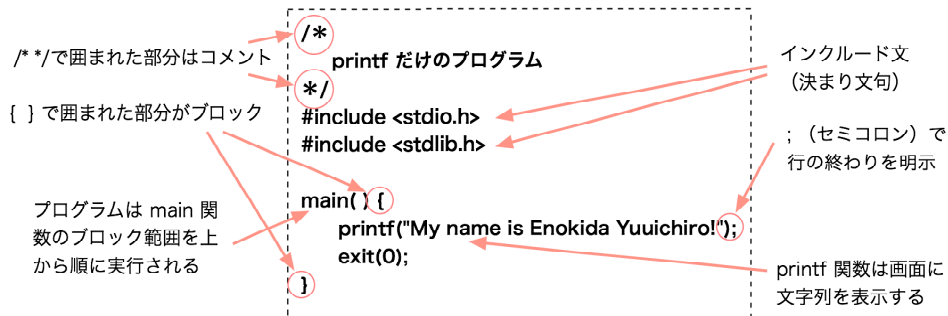 /* */で囲まれた部分はコメント
{ } で囲まれた部分がブロック
プログラムは main 関
数のブロック範囲を上
から順に実行される
/*
printf だけのプログラム
*/
#include <stdio.h>
#include <stdlib.h>
main( ) {
printf("My name is Enokida Yuuichiro!");
exit(0);
}
インクルード文
（決まり文句）
; （セミコロン）で
行の終わりを明示
printf 関数は画面に
文字列を表示する